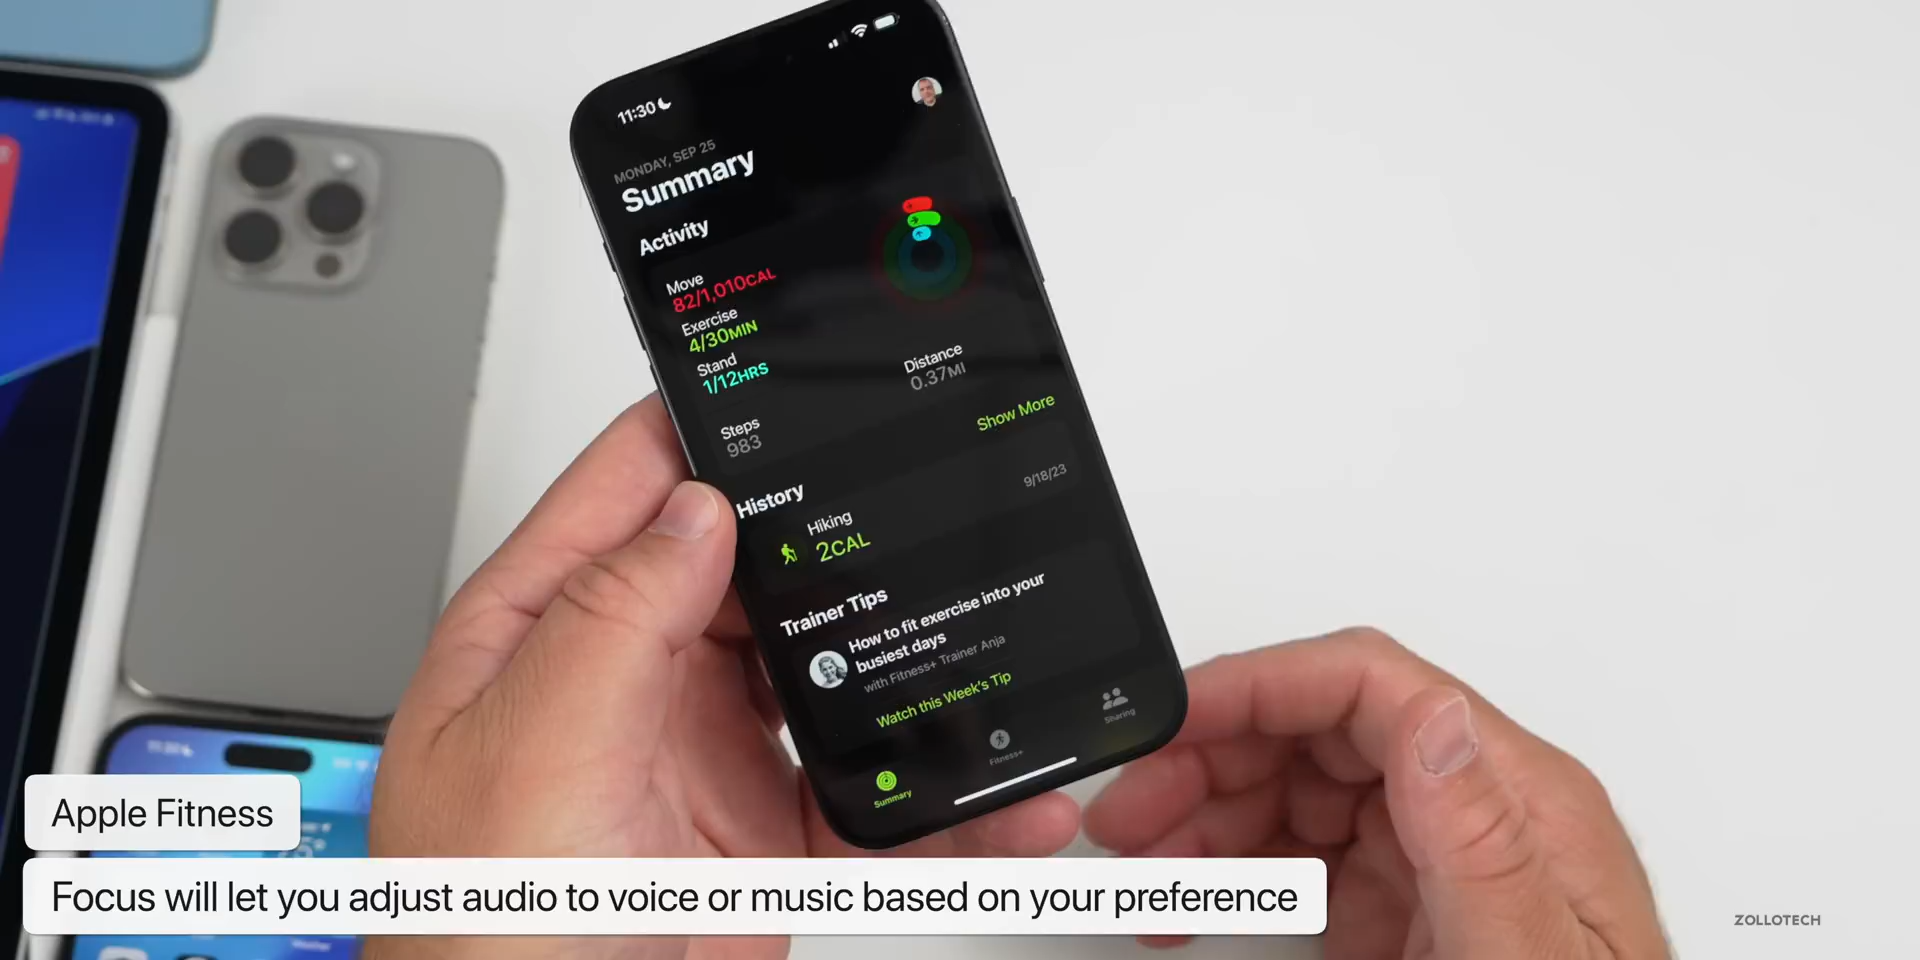 11:30
MONDAY, SEP 25
Summary
Activity
Move
82/1,010CAL
Exercise
4/30MIN
Stand
1/12HRS
Distance
0.37MI
Steps
983
Show More
History
9/18/23
Hiking
2CAL
Trainer Tips
How to fit exercise into your
busiest days
with Fitness+ Trainer Anja
Watch this Week's Tip
Summary
Fitness+
Sharing
Apple Fitness
Focus will let you adjust audio to voice or music based on your preference
ZOLLOTECH